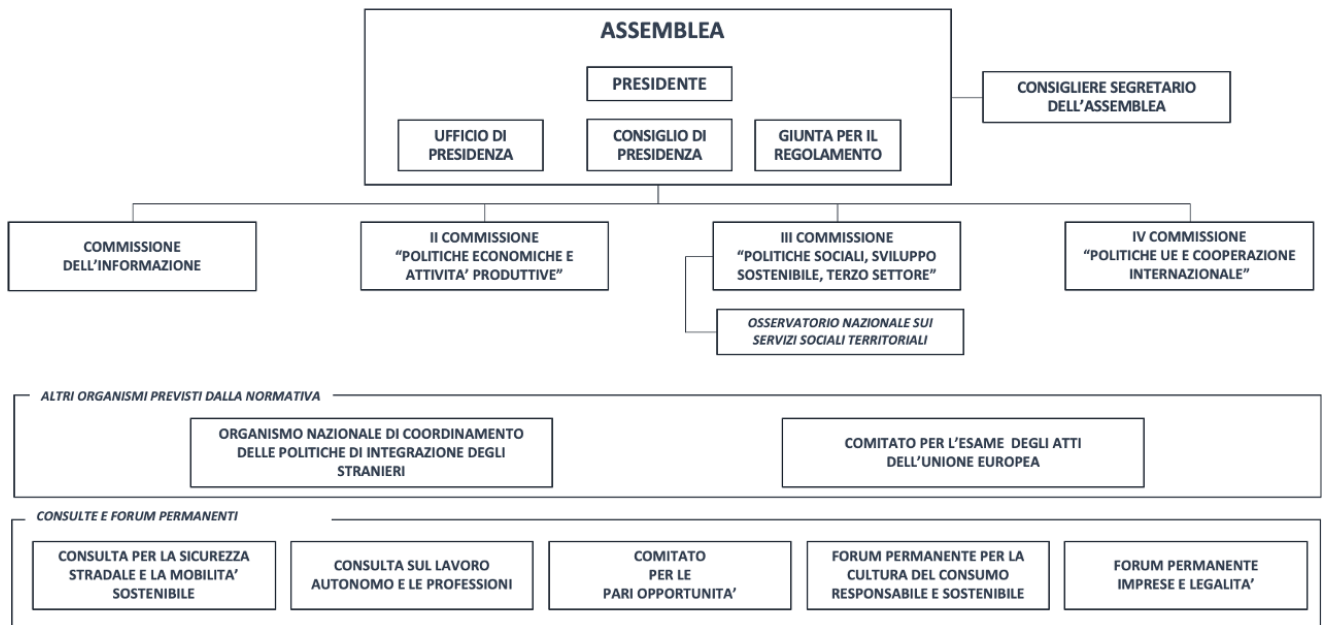 ASSEMBLEA
PRESIDENTE
UFFICIO DI
PRESIDENZA
CONSIGLIO DI
PRESIDENZA
GIUNTA PER IL
REGOLAMENTO
CONSIGLIERE SEGRETARIO
DELL’ASSEMBLEA
COMMISSIONE
DELL’INFORMAZIONE
II COMMISSIONE
“POLITICHE ECONOMICHE E
ATTIVITA’ PRODUTTIVE”
III COMMISSIONE
“POLITICHE SOCIALI, SVILUPPO
SOSTENIBILE, TERZO SETTORE”
IV COMMISSIONE
“POLITICHE UE E COOPERAZIONE
INTERNAZIONALE”
OSSERVATORIO NAZIONALE SUI
SERVIZI SOCIALI TERRITORIALI
ALTRI ORGANISMI PREVISTI DALLA NORMATIVA
ORGANISMO NAZIONALE DI COORDINAMENTO
DELLE POLITICHE DI INTEGRAZIONE DEGLI
STRANIERI
COMITATO PER L’ESAME DEGLI ATTI
DELL’UNIONE EUROPEA
CONSULTE E FORUM PERMANENTI
CONSULTA PER LA SICUREZZA
STRADALE E LA MOBILITA’
SOSTENIBILE
CONSULTA SUL LAVORO
AUTONOMO E LE PROFESSIONI
COMITATO
PER LE
PARI OPPORTUNITA’
FORUM PERMANENTE PER LA
CULTURA DEL CONSUMO
RESPONSABILE E SOSTENIBILE
FORUM PERMANENTE
IMPRESE E LEGALITA’